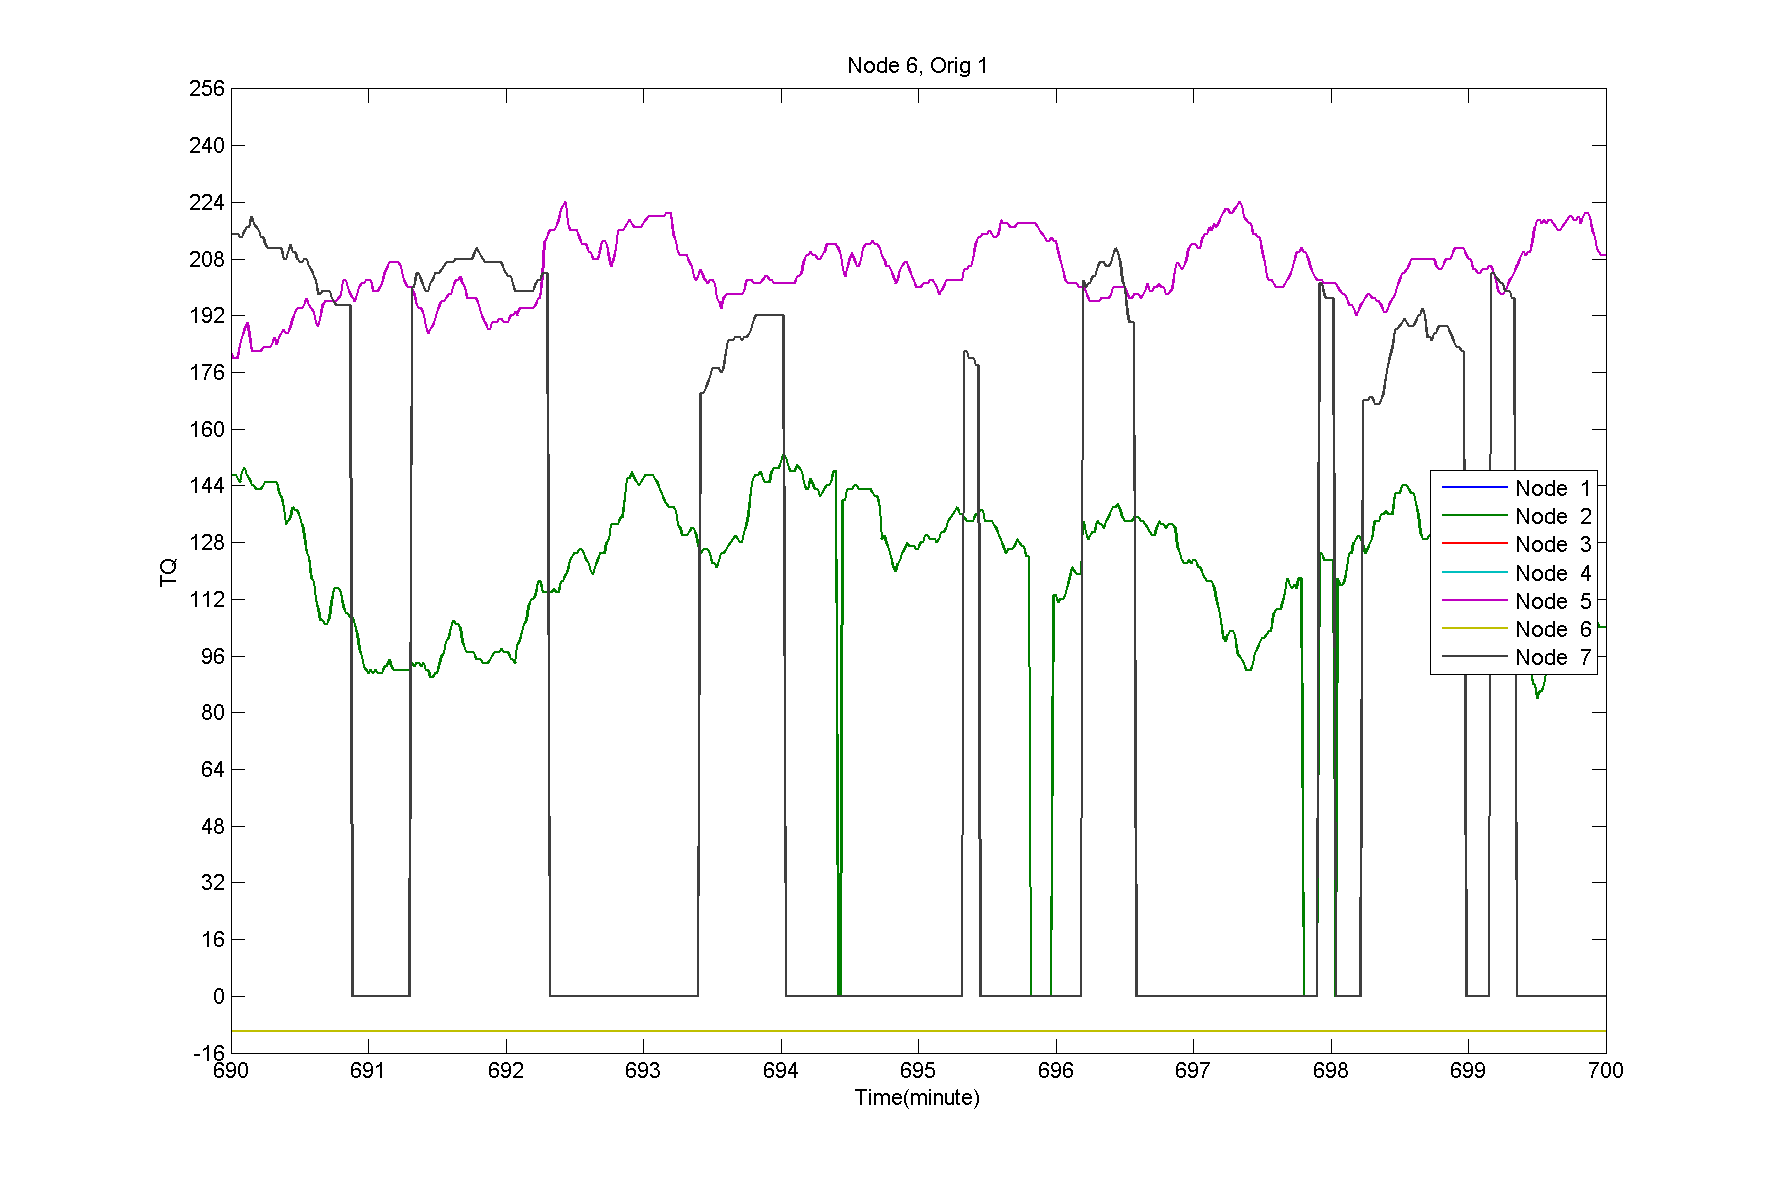 Node 6, Orig 1
256
240
224
208
192
176
160
144
128
112
96
80
64
48
32
16
0
-16
TQ
Node 1
Node 2
Node 3
Node 4
Node 5
Node 6
Node 7
690 691 692 693 694 695 696 697 698 699 700
Time(minute)